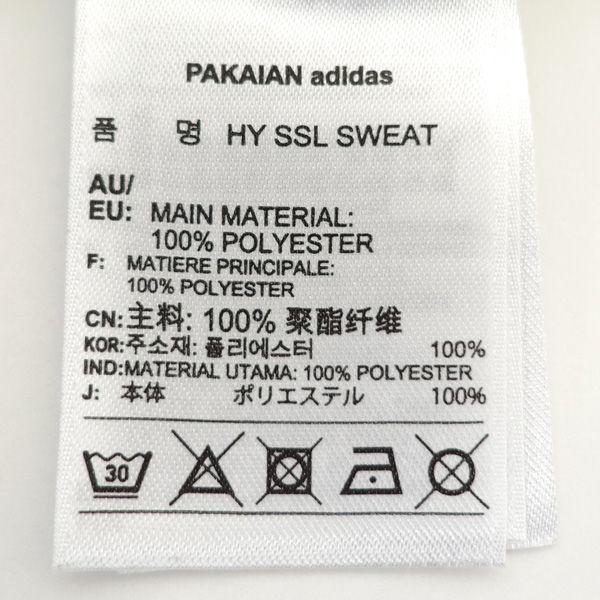 PAKAIAN adidas
품 명 HY SSL SWEAT
AU/
EU: MAIN MATERIAL:
100% POLYESTER
F: MATIERE PRINCIPALE:
100% POLYESTER
CN:主料: 100% 聚酯纤维
KOR:주소재: 폴리에스터 100%
IND:MATERIAL UTAMA: 100% POLYESTER
J: 本体 ポリエステル 100%
30